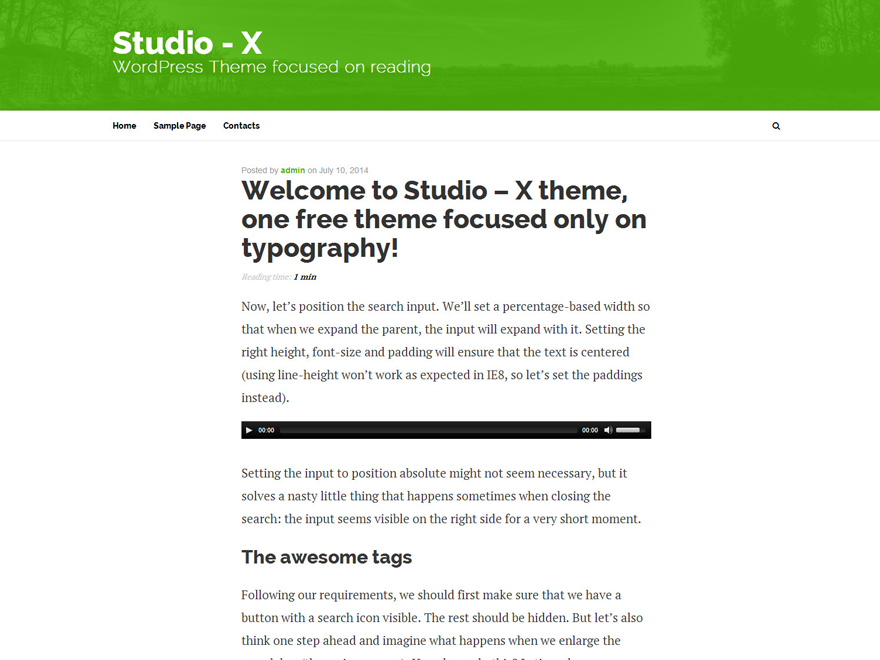 Studio - X
WordPress Theme focused on reading
Home Sample Page Contacts
Posted by admin on July 10, 2014
Welcome to Studio – X theme,
one free theme focused only on
typography!
Reading time: 1 min
Now, let’s position the search input. We’ll set a percentage-based width so
that when we expand the parent, the input will expand with it. Setting the
right height, font-size and padding will ensure that the text is centered
(using line-height won’t work as expected in IE8, so let’s set the paddings
instead).
00:00 00:00
Setting the input to position absolute might not seem necessary, but it
solves a nasty little thing that happens sometimes when closing the
search: the input seems visible on the right side for a very short moment.
The awesome tags
Following our requirements, we should first make sure that we have a
button with a search icon visible. The rest should be hidden. But let’s also
think one step ahead and imagine what happens when we enlarge the